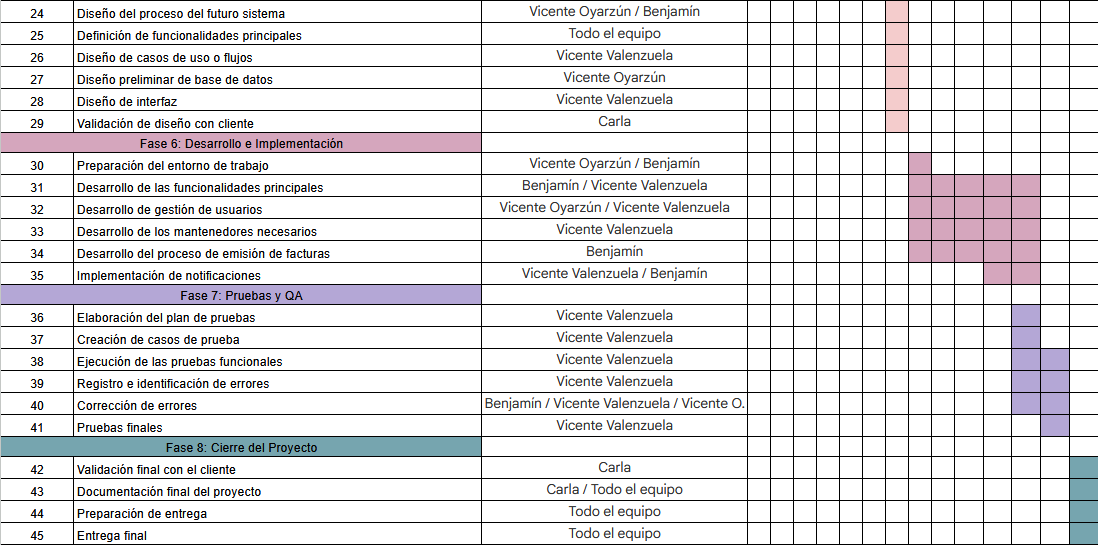 24 Diseño del proceso del futuro sistema Vicente Oyarzún / Benjamín
25 Definición de funcionalidades principales Todo el equipo
26 Diseño de casos de uso o flujos Vicente Valenzuela
27 Diseño preliminar de base de datos Vicente Oyarzún
28 Diseño de interfaz Vicente Valenzuela
29 Validación de diseño con cliente Carla
Fase 6: Desarrollo e Implementación
30 Preparación del entorno de trabajo Vicente Oyarzún / Benjamín
31 Desarrollo de las funcionalidades principales Benjamín / Vicente Valenzuela
32 Desarrollo de gestión de usuarios Vicente Oyarzún / Vicente Valenzuela
33 Desarrollo de los mantenedores necesarios Vicente Valenzuela
34 Desarrollo del proceso de emisión de facturas Benjamín
35 Implementación de notificaciones Vicente Valenzuela / Benjamín
Fase 7: Pruebas y QA
36 Elaboración del plan de pruebas Vicente Valenzuela
37 Creación de casos de prueba Vicente Valenzuela
38 Ejecución de las pruebas funcionales Vicente Valenzuela
39 Registro e identificación de errores Vicente Valenzuela
40 Corrección de errores Benjamín / Vicente Valenzuela / Vicente O.
41 Pruebas finales Vicente Valenzuela
Fase 8: Cierre del Proyecto
42 Validación final con el cliente Carla
43 Documentación final del proyecto Carla / Todo el equipo
44 Preparación de entrega Todo el equipo
45 Entrega final Todo el equipo